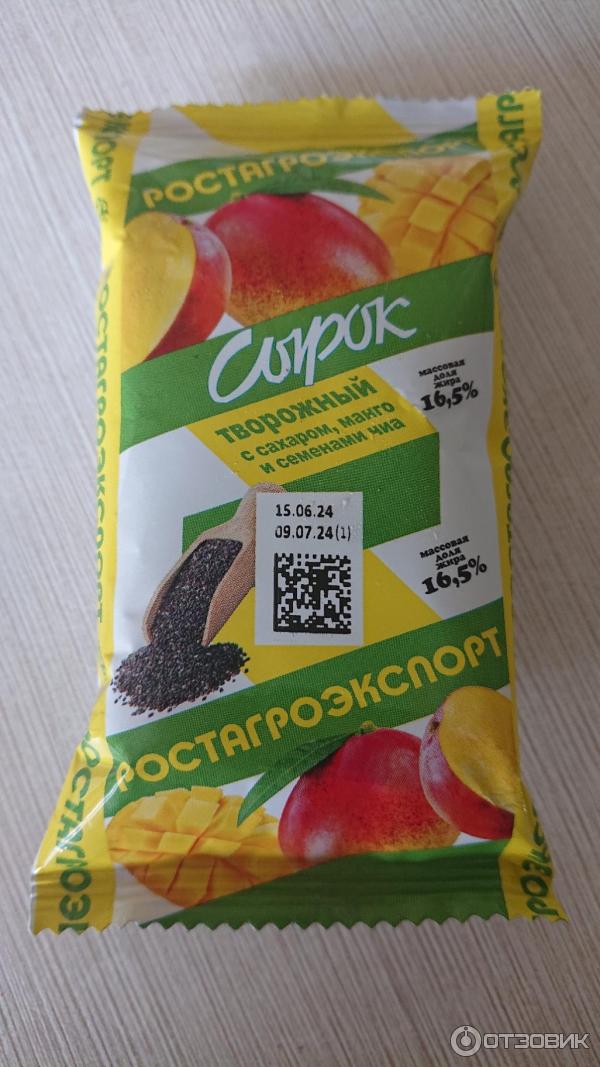 РОСТАГРОЭКСПОРТ
Сырок
творожный
с сахаром, манго
и семенами чиа
массовая
доля
жира
16,5%
15.06.24
09.07.24(1)
массовая
доля
жира
16,5%
РОСТАГРОЭКСПОРТ
РОСТАГРОЭКСПОРТ
ОТЗОВИК